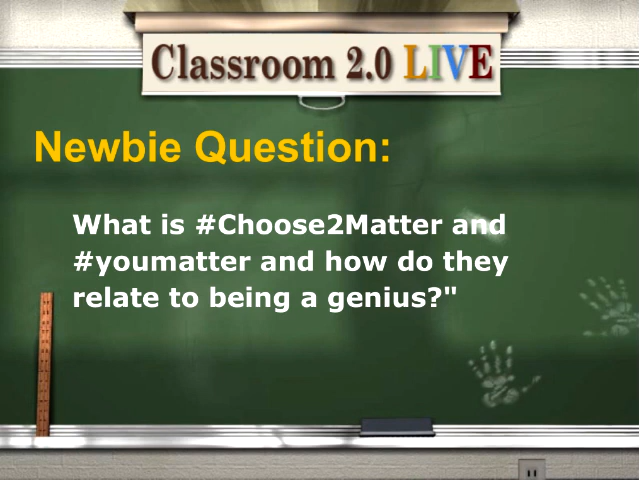 Classroom 2.0 LIVE
Newbie Question:
What is #Choose2Matter and
#youmatter and how do they
relate to being a genius?"